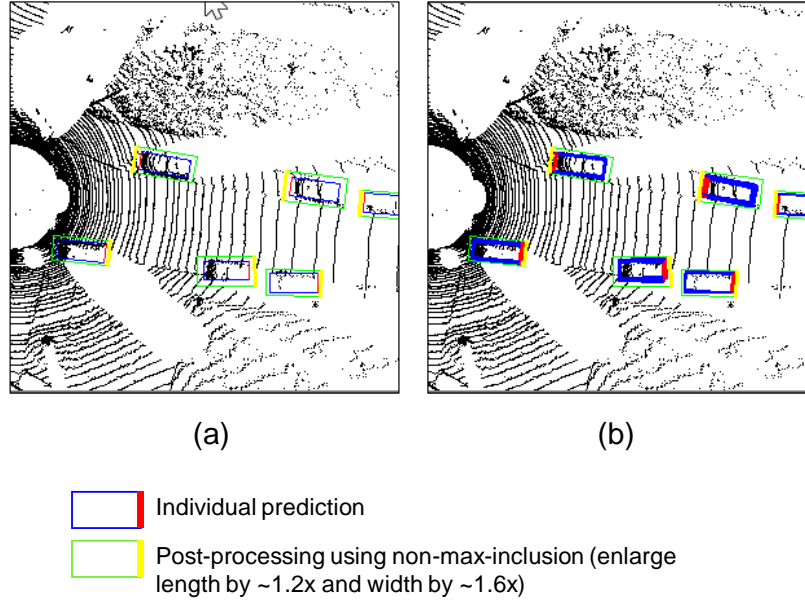 (a)
(b)
Individual prediction
Post-processing using non-max-inclusion (enlarge
length by ~1.2x and width by ~1.6x)